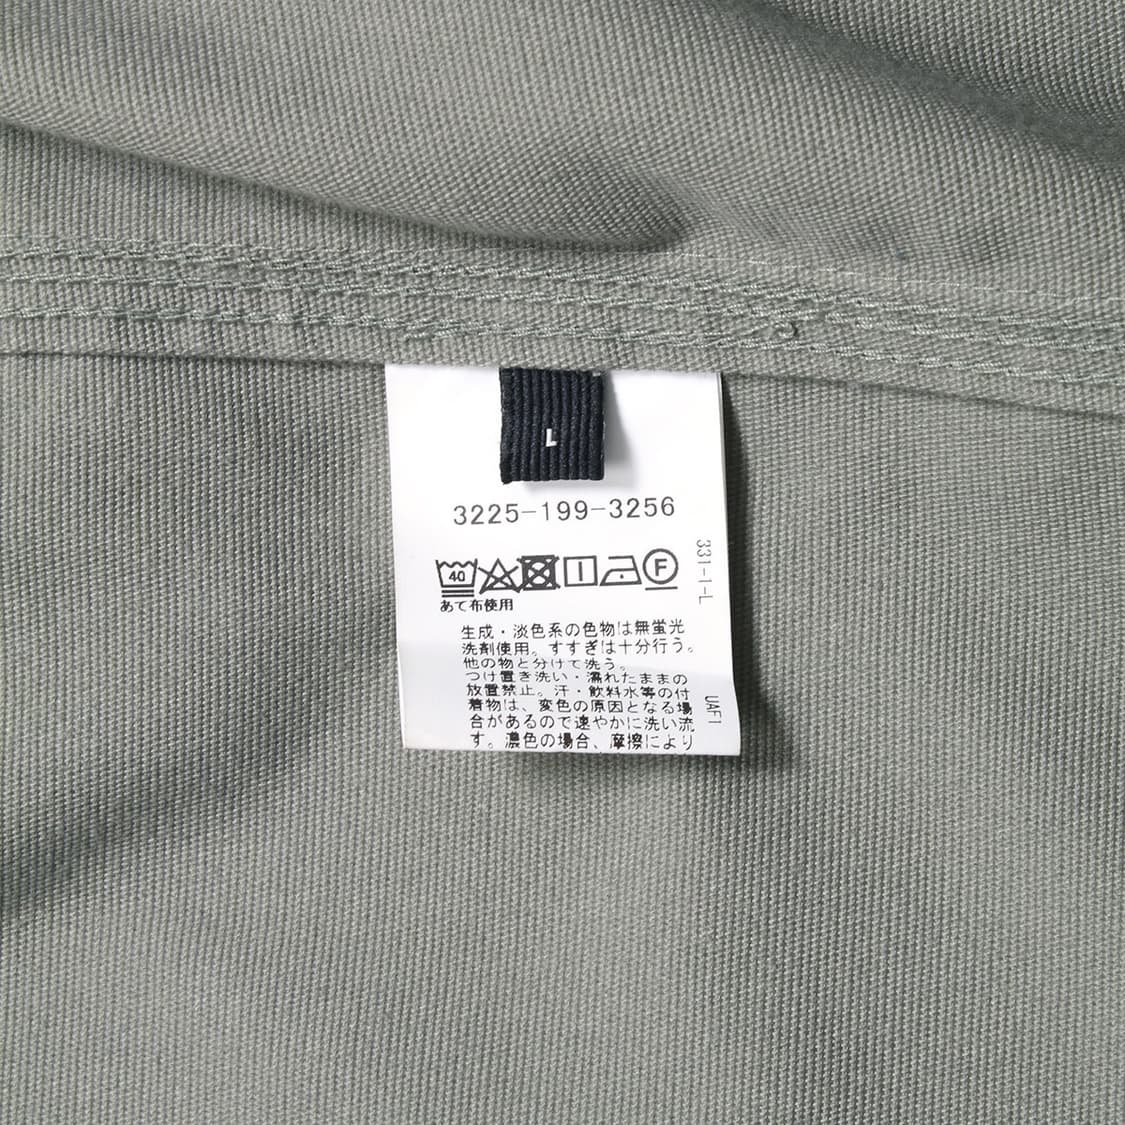 L
3225-199-3256
40
F
あて布使用
生成・淡色系の色物は無蛍光
洗剤使用。すすぎは十分行う。
他の物と分けて洗う。
つけ置き洗い・濡れたままの
放置禁止。汗・飲料水等の付
着物は、変色の原因となる場
合があるので速やかに洗い流
す。濃色の場合、摩擦により
331-1-L
UAF1